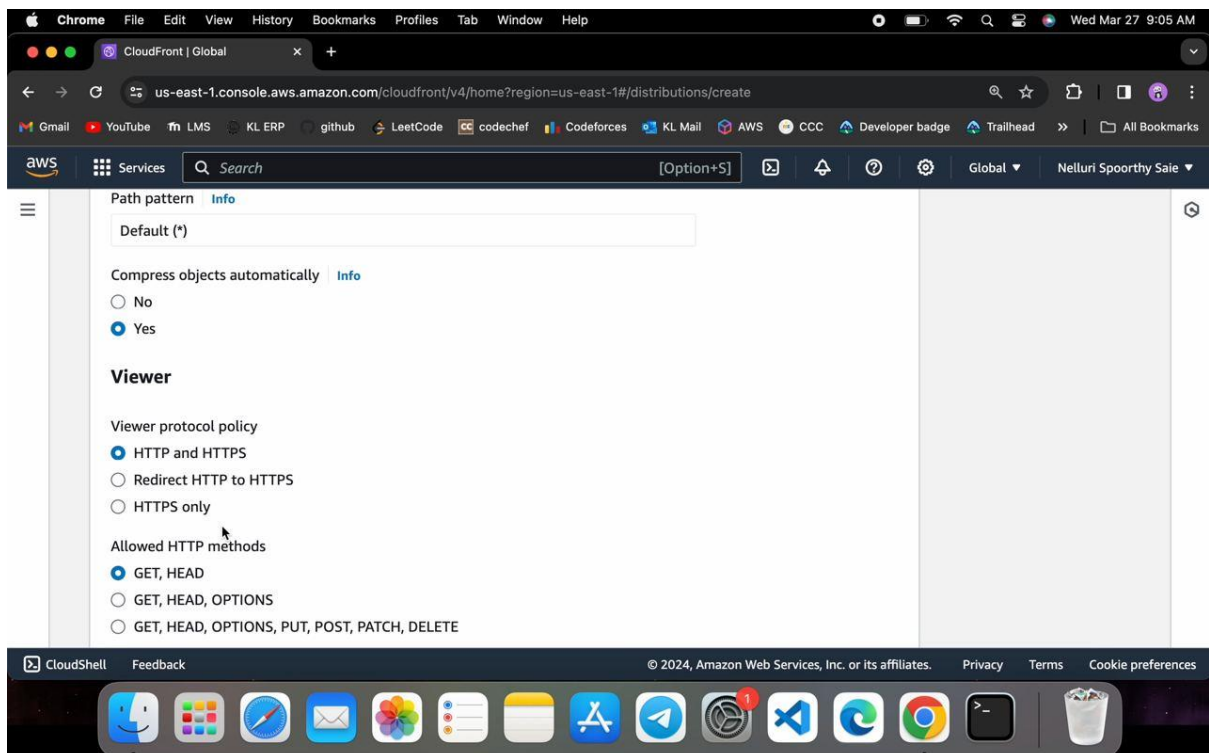 Chrome File Edit View History Bookmarks Profiles Tab Window Help Wed Mar 27 9:05 AM
CloudFront | Global
us-east-1.console.aws.amazon.com/cloudfront/v4/home?region=us-east-1#/distributions/create
Gmail YouTube LMS KL ERP github LeetCode CC codechef Codeforces KL Mail AWS CCC Developer badge Trailhead » All Bookmarks
aws Services Search [Option+S] Global Nelluri Spoorthy Saie
Path pattern Info
Default (*)
Compress objects automatically Info
No
Yes
Viewer
Viewer protocol policy
HTTP and HTTPS
Redirect HTTP to HTTPS
HTTPS only
Allowed HTTP methods
GET, HEAD
GET, HEAD, OPTIONS
GET, HEAD, OPTIONS, PUT, POST, PATCH, DELETE
CloudShell Feedback © 2024, Amazon Web Services, Inc. or its affiliates. Privacy Terms Cookie preferences
1